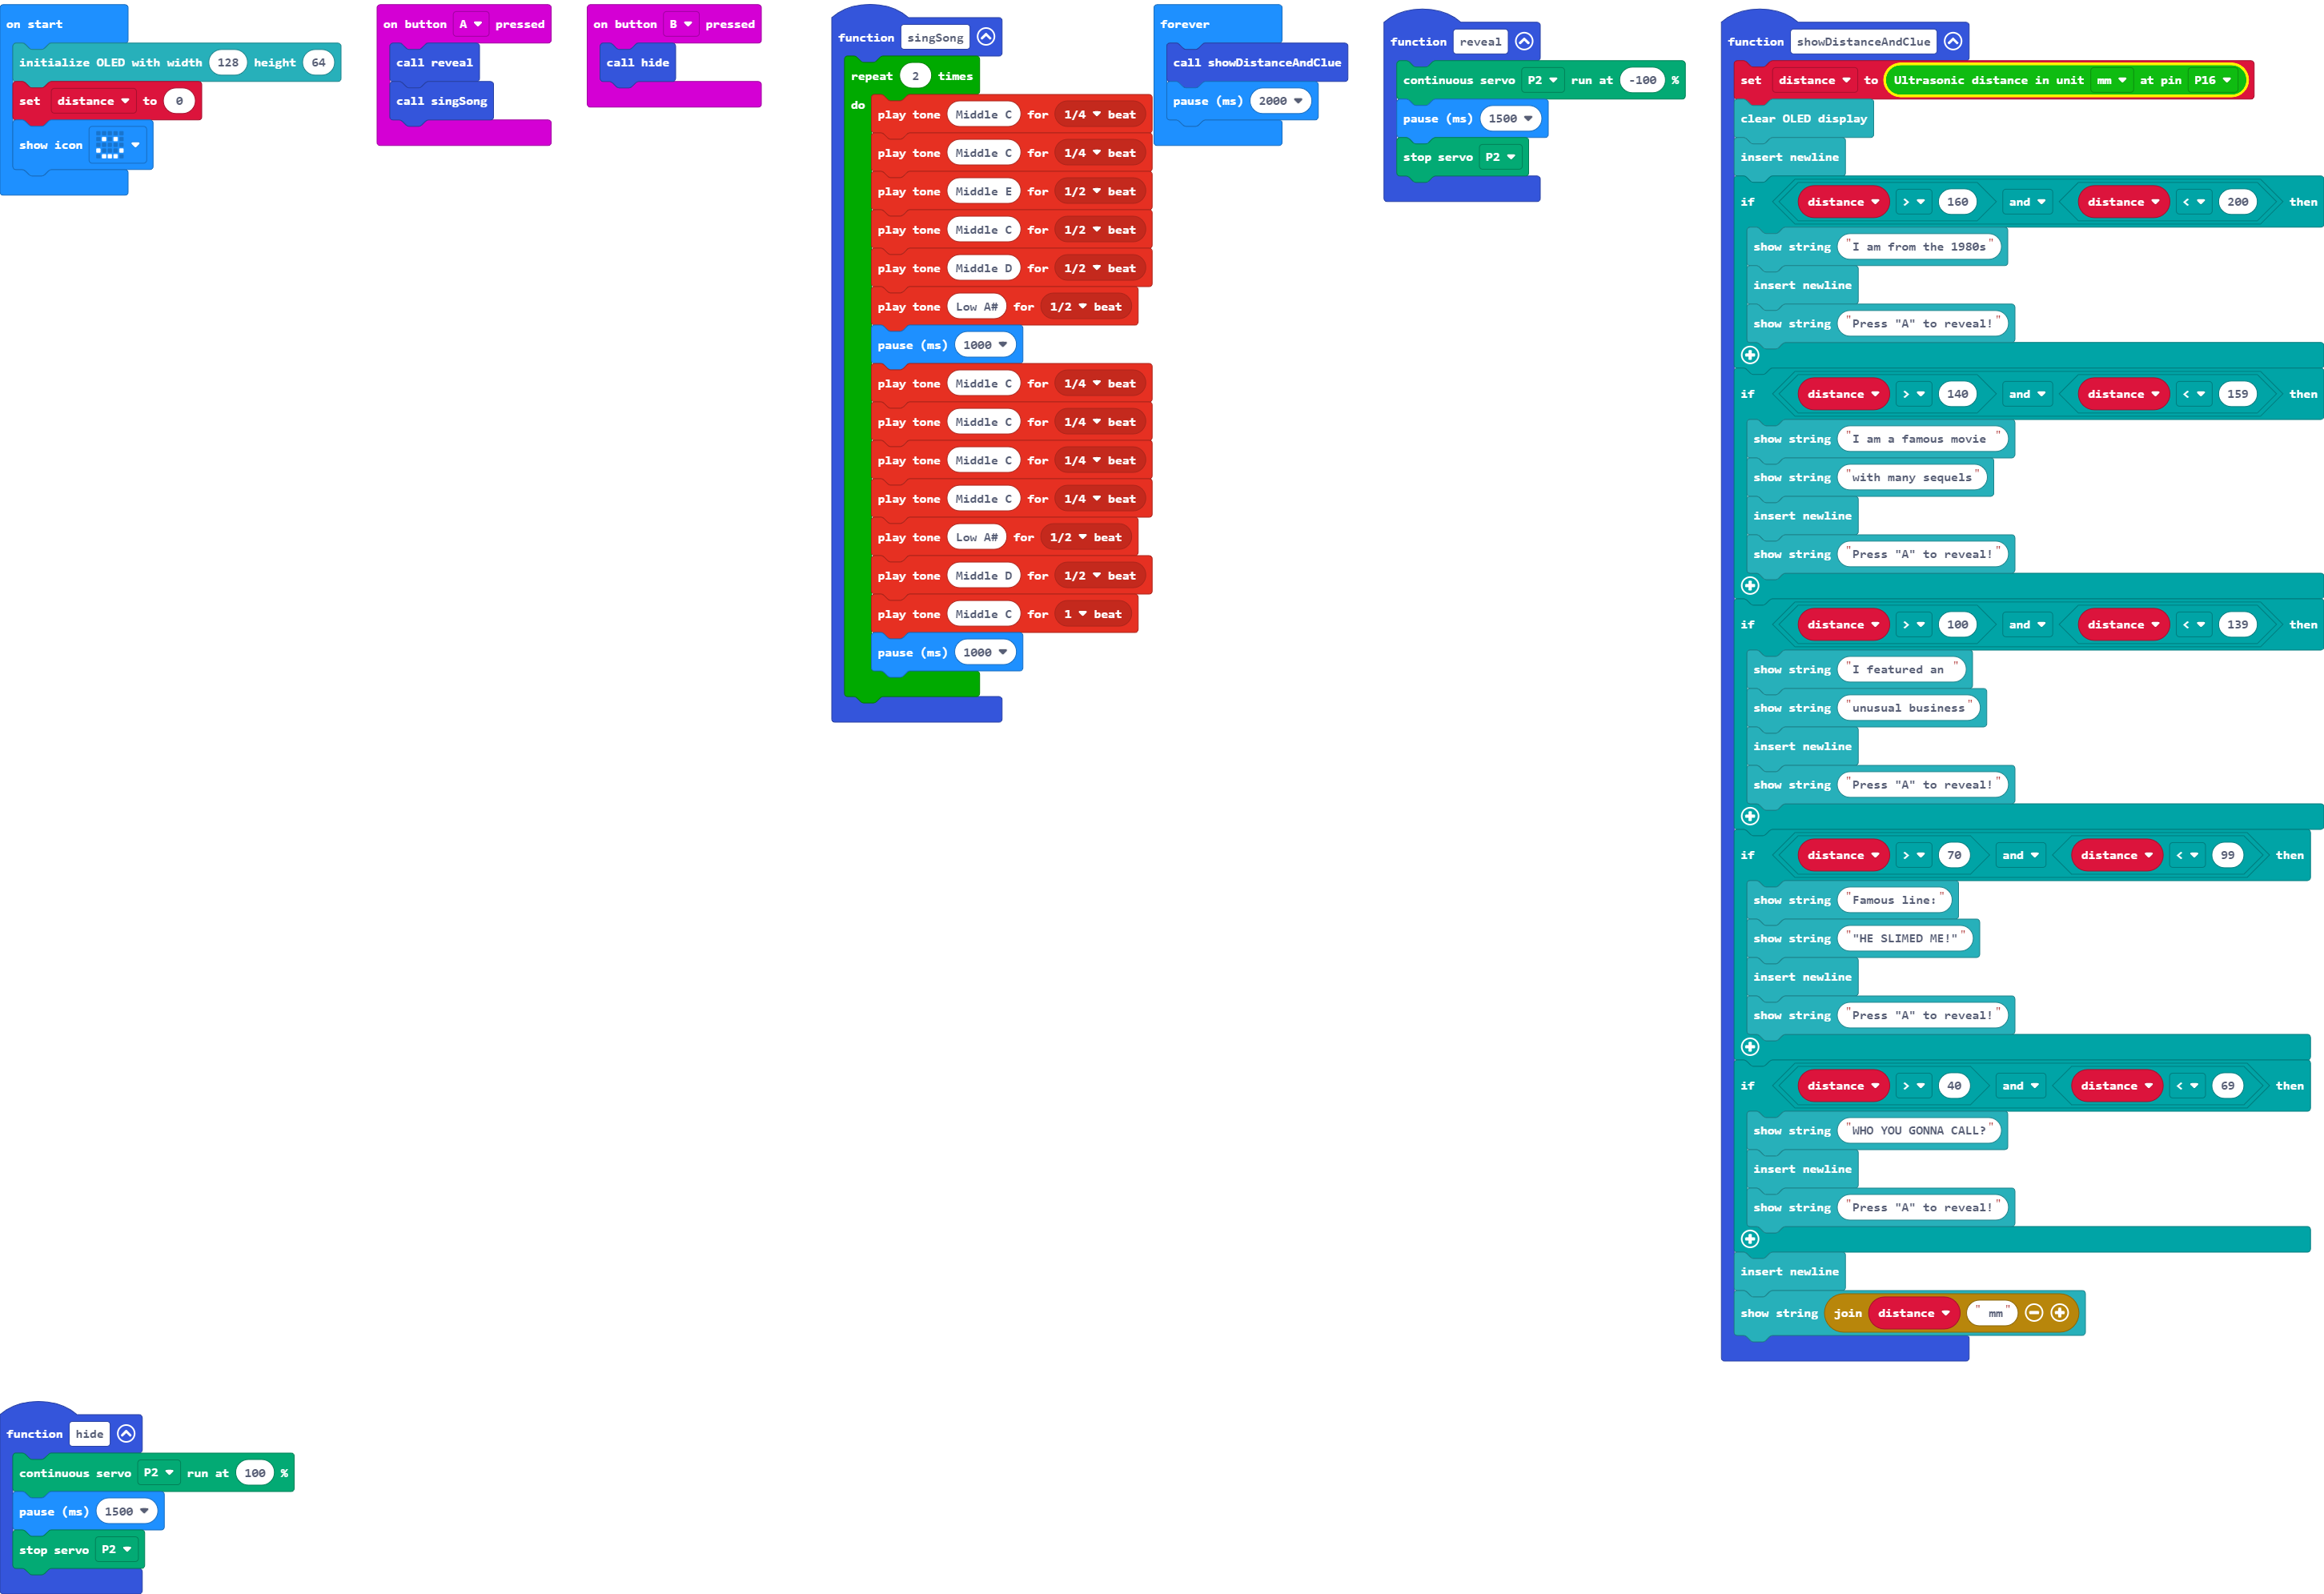 on start
initialize OLED with width 128 height 64
set distance to 0
show icon
on button A pressed
call reveal
call singSong
on button B pressed
call hide
function singSong
repeat 2 times
do
play tone Middle C for 1/4 beat
play tone Middle C for 1/4 beat
play tone Middle E for 1/2 beat
play tone Middle C for 1/2 beat
play tone Middle D for 1/2 beat
play tone Low A# for 1/2 beat
pause (ms) 1000
play tone Middle C for 1/4 beat
play tone Middle C for 1/4 beat
play tone Middle C for 1/4 beat
play tone Middle C for 1/4 beat
play tone Low A# for 1/2 beat
play tone Middle D for 1/2 beat
play tone Middle C for 1 beat
pause (ms) 1000
forever
call showDistanceAndClue
pause (ms) 2000
function reveal
continuous servo P2 run at -100 %
pause (ms) 1500
stop servo P2
function showDistanceAndClue
set distance to Ultrasonic distance in unit mm at pin P16
clear OLED display
insert newline
if distance > 160 and distance < 200 then
show string "I am from the 1980s"
insert newline
show string "Press "A" to reveal!"
if distance > 140 and distance < 159 then
show string "I am a famous movie "
show string "with many sequels"
insert newline
show string "Press "A" to reveal!"
if distance > 100 and distance < 139 then
show string "I featured an "
show string "unusual business"
insert newline
show string "Press "A" to reveal!"
if distance > 70 and distance < 99 then
show string "Famous line:"
show string ""HE SLIMED ME!""
insert newline
show string "Press "A" to reveal!"
if distance > 40 and distance < 69 then
show string "WHO YOU GONNA CALL?"
insert newline
show string "Press "A" to reveal!"
insert newline
show string join distance " mm"
function hide
continuous servo P2 run at 100 %
pause (ms) 1500
stop servo P2